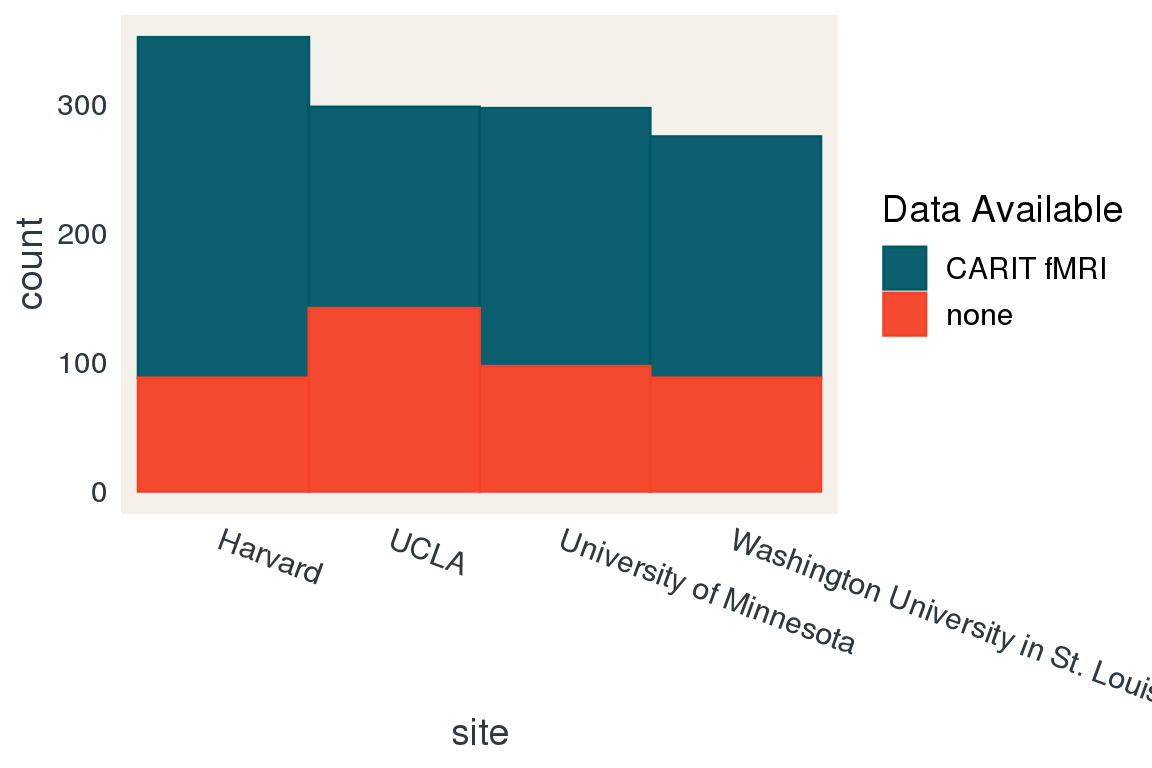 count
300
200
100
0
Harvard
UCLA
University of Minnesota
Washington University in St. Louis
site
Data Available
CARIT fMRI
none